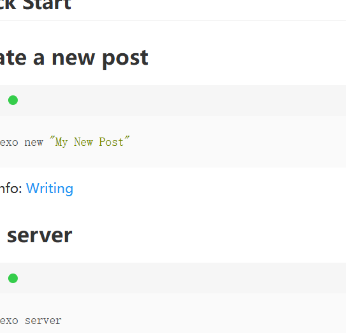 ck Start
ate a new post
exo new "My New Post"
nfo: Writing
server
exo server